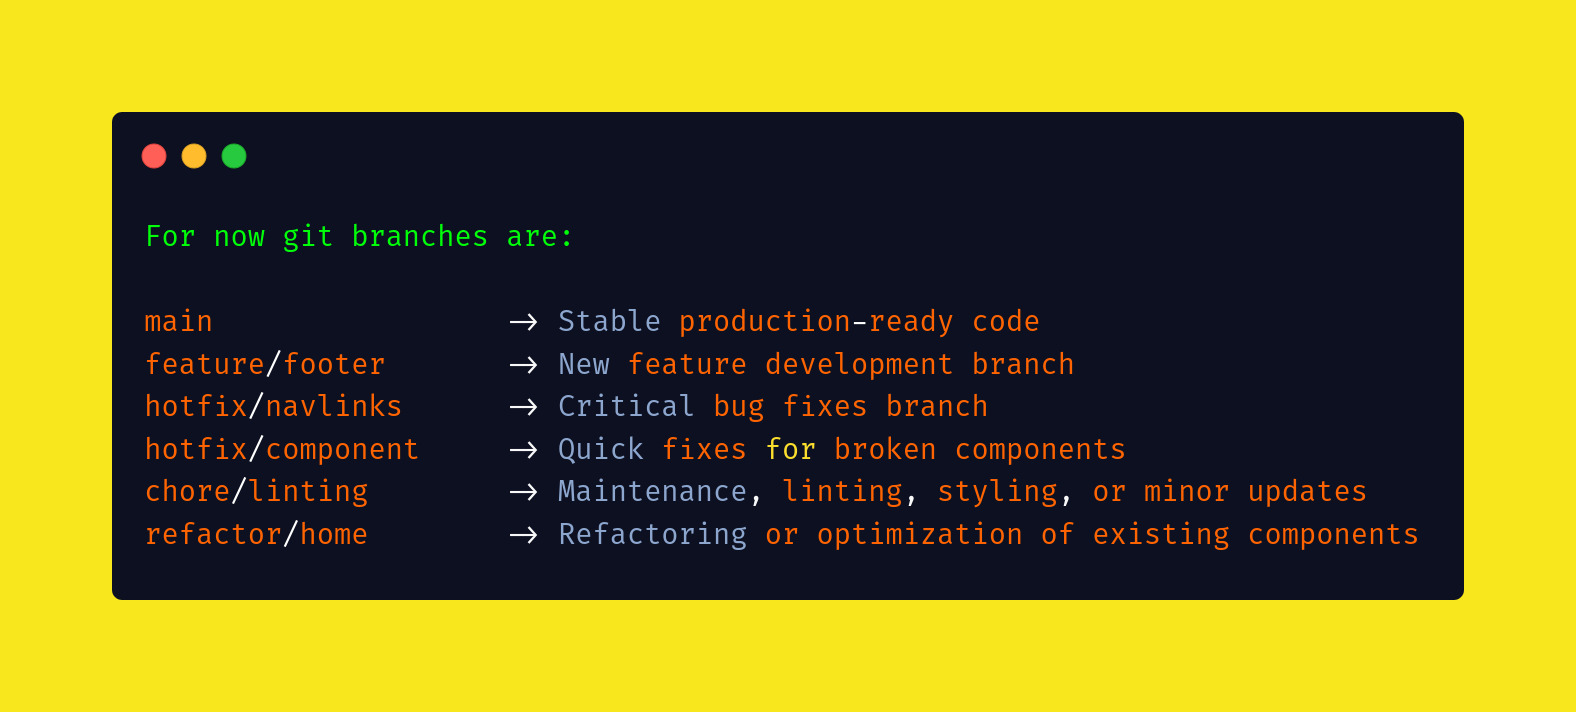 For now git branches are:
main -> Stable production-ready code
feature/footer -> New feature development branch
hotfix/navlinks -> Critical bug fixes branch
hotfix/component -> Quick fixes for broken components
chore/linting -> Maintenance, linting, styling, or minor updates
refactor/home -> Refactoring or optimization of existing components